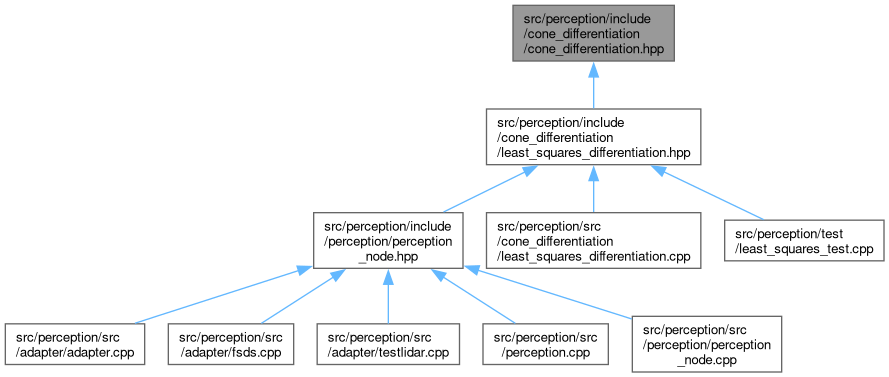 src/perception/include
/cone_differentiation
/cone_differentiation.hpp
src/perception/include
/cone_differentiation
/least_squares_differentiation.hpp
src/perception/include
/perception/perception
_node.hpp
src/perception/src
/cone_differentiation
/least_squares_differentiation.cpp
src/perception/test
/least_squares_test.cpp
src/perception/src
/adapter/adapter.cpp
src/perception/src
/adapter/fsds.cpp
src/perception/src
/adapter/testlidar.cpp
src/perception/src
/perception.cpp
src/perception/src
/perception/perception
_node.cpp